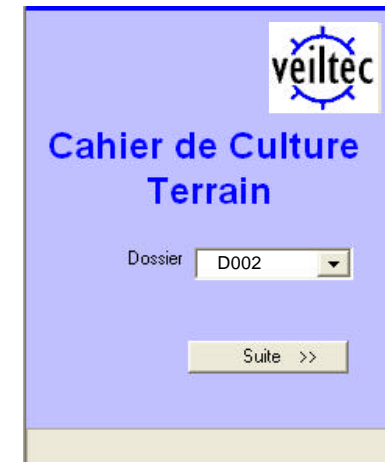 veiltec
Cahier de Culture
Terrain
Dossier D002
Suite >>